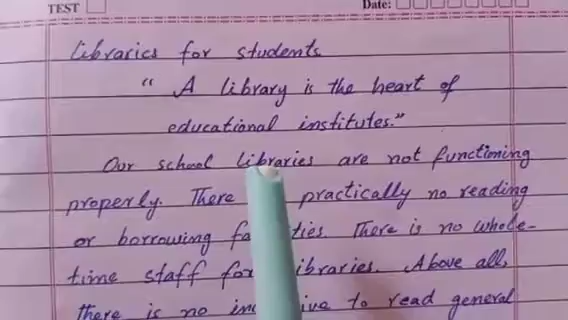 TEST Date:
Libraries for students
" A library is the heart of
educational institutes."
Our school libraries are not functioning
properly. There practically no reading
or borrowing There is no whole-
time staff for libraries. Above all,
there is no to read general